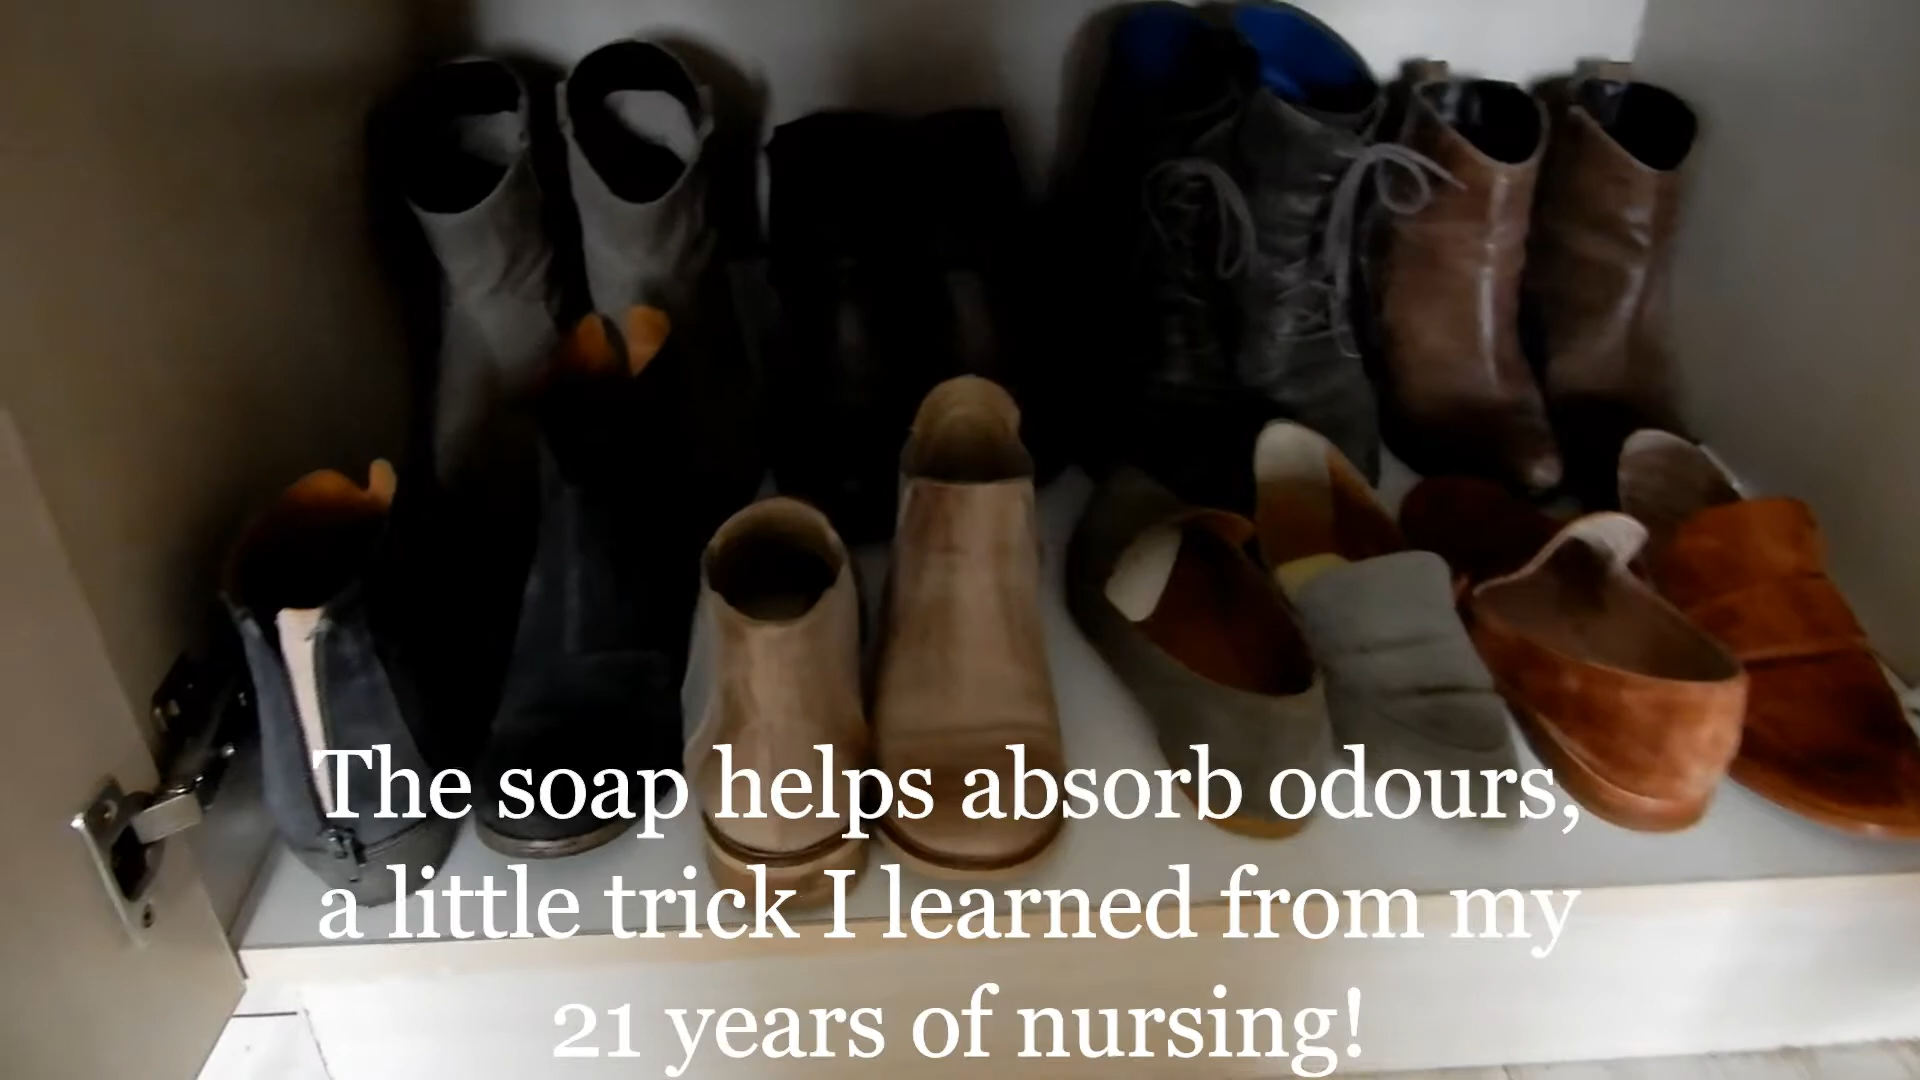 The soap helps absorb odours,
a little trick I learned from my
21 years of nursing!